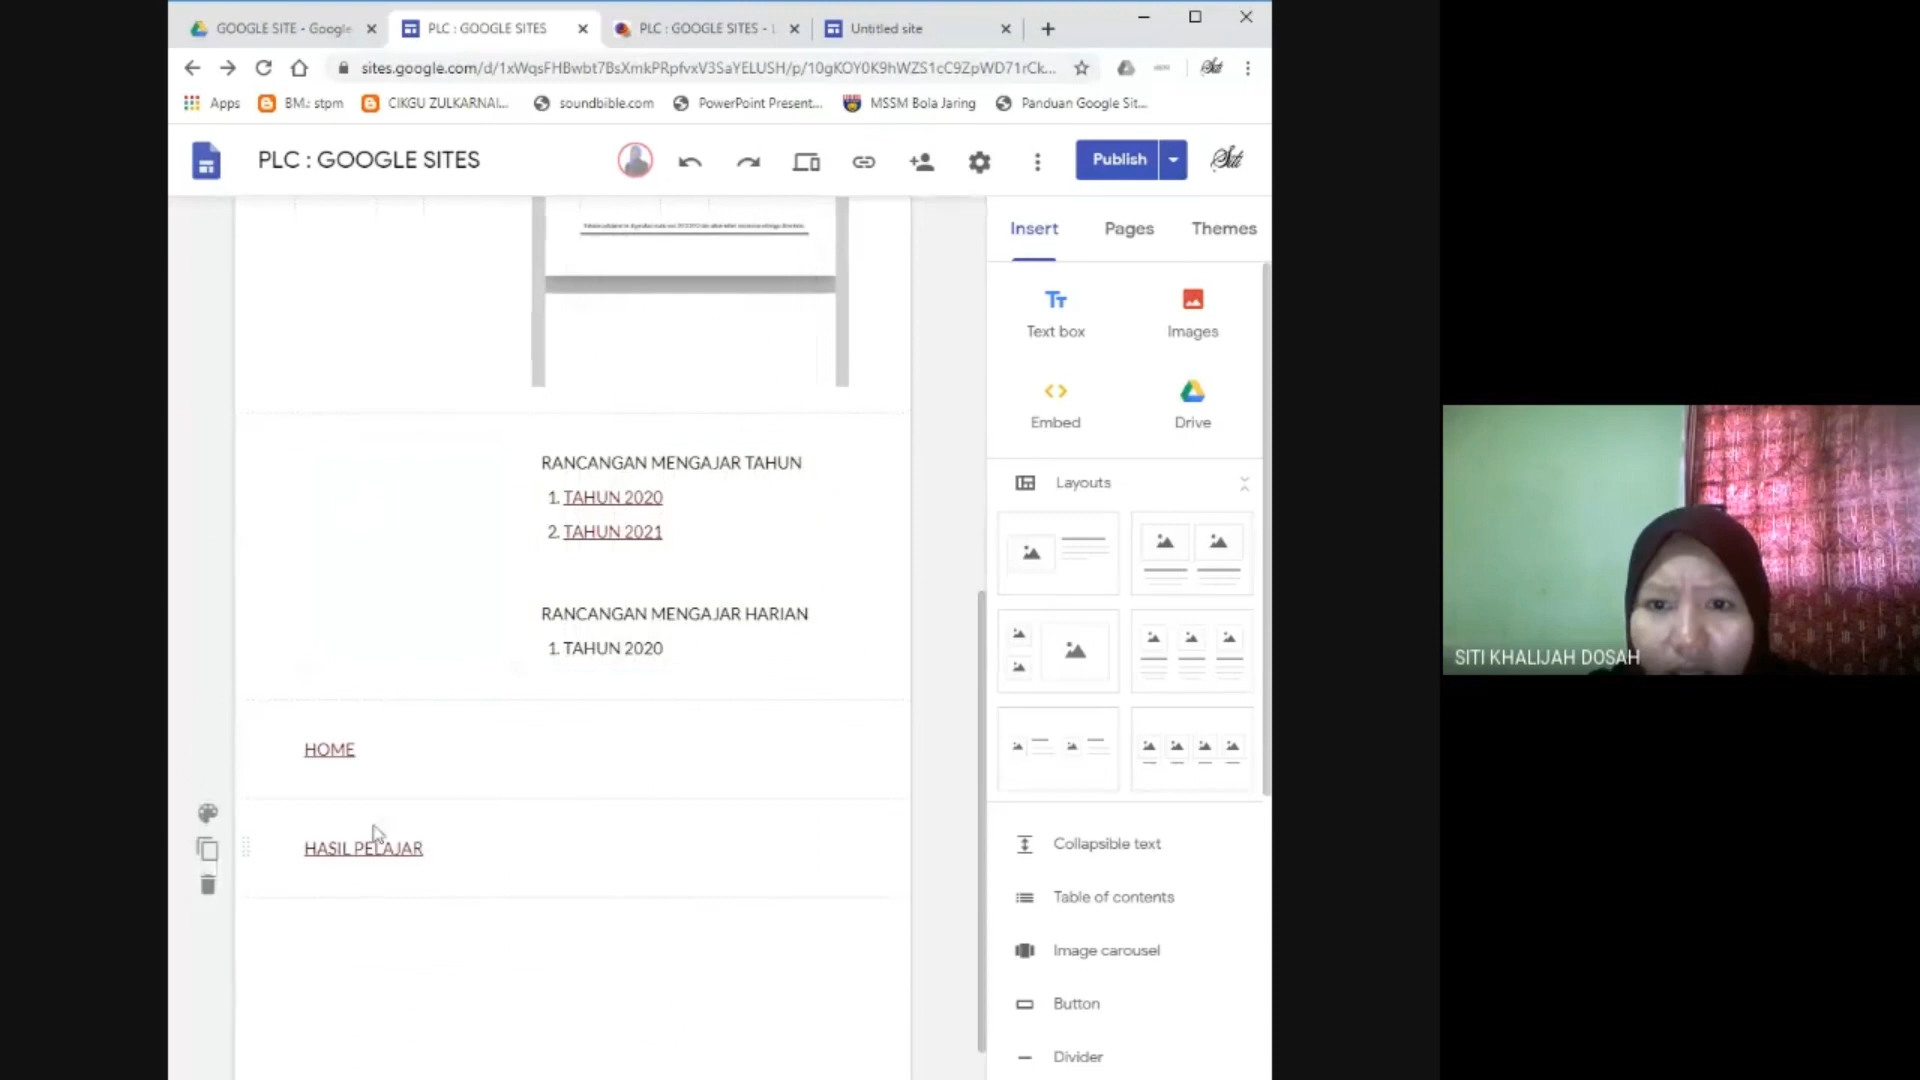 GOOGLE SITE - Google
PLC : GOOGLE SITES
PLC : GOOGLE SITES -
Untitled site
sites.google.com/d/1xWqsFHBwbt7BsXmkPRpfvxV3SaYELUSH/p/10gKOY0K9hWZS1cC9ZpWD71rCk...
Apps
BM.: stpm
CIKGU ZULKARNAI...
soundbible.com
PowerPoint Present...
MSSM Bola Jaring
Panduan Google Sit...
PLC : GOOGLE SITES
Publish
Siti
Insert
Pages
Themes
Text box
Images
Embed
Drive
Layouts
RANCANGAN MENGAJAR TAHUN
1. TAHUN 2020
2. TAHUN 2021
RANCANGAN MENGAJAR HARIAN
1. TAHUN 2020
HOME
HASIL PELAJAR
Collapsible text
Table of contents
Image carousel
Button
Divider
SITI KHALIJAH DOSAH